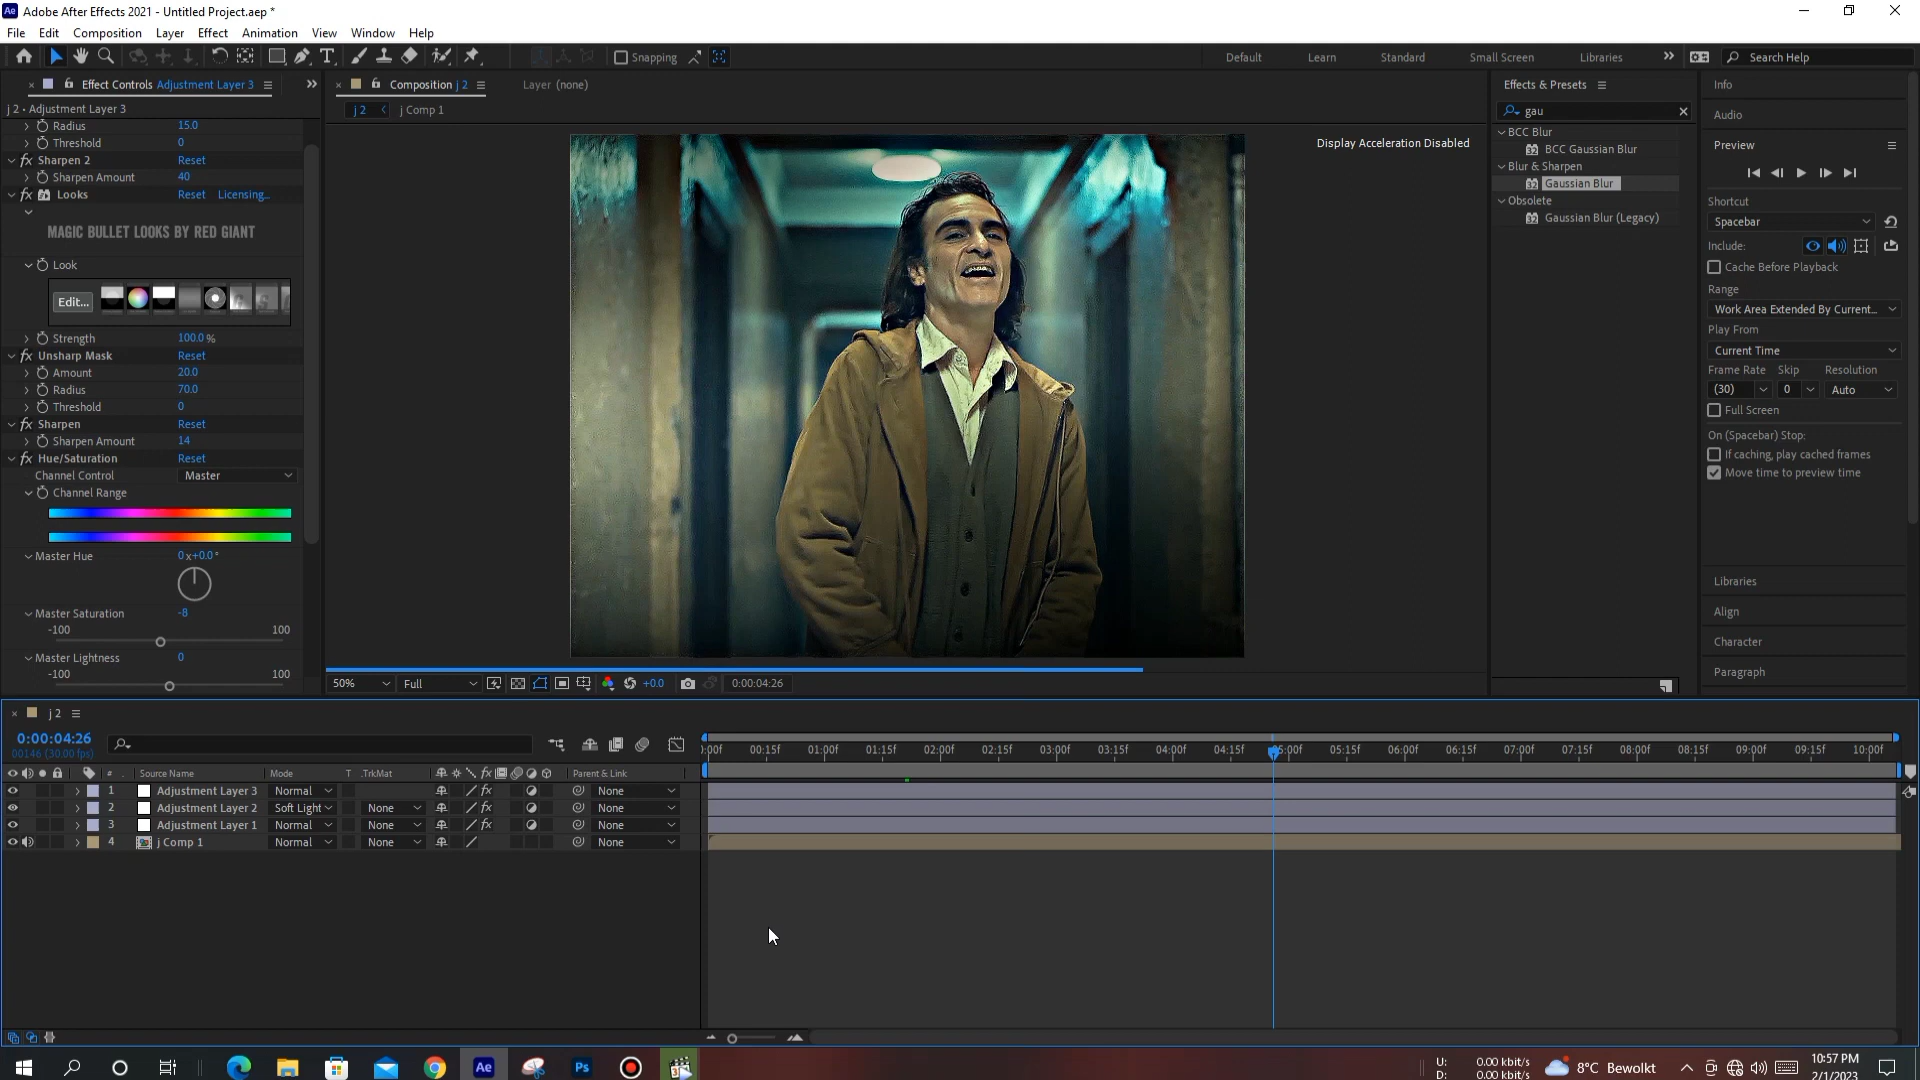 Adobe After Effects 2021 - Untitled Project.aep *
File Edit Composition Layer Effect Animation View Window Help
Snapping
Default Learn Standard Small Screen Libraries
Search Help
Effect Controls Adjustment Layer 3
j 2 • Adjustment Layer 3
Radius 15.0
Threshold 0
fx Sharpen 2 Reset
Sharpen Amount 40
fx Looks Reset Licensing...
MAGIC BULLET LOOKS BY RED GIANT
Look
Edit...
Strength 100.0 %
fx Unsharp Mask Reset
Amount 20.0
Radius 70.0
Threshold 0
fx Sharpen Reset
Sharpen Amount 14
fx Hue/Saturation Reset
Channel Control Master
Channel Range
Master Hue 0x+0.0°
Master Saturation -8
-100 100
Master Lightness 0
-100 100
Composition j 2
Layer (none)
j 2 j Comp 1
Display Acceleration Disabled
50% Full +0.0 0:00:04:26
Effects & Presets
gau
BCC Blur
BCC Gaussian Blur
Blur & Sharpen
Gaussian Blur
Obsolete
Gaussian Blur (Legacy)
Info
Audio
Preview
Shortcut
Spacebar
Include:
Cache Before Playback
Range
Work Area Extended By Current...
Play From
Current Time
Frame Rate Skip Resolution
(30) 0 Auto
Full Screen
On (Spacebar) Stop:
If caching, play cached frames
Move time to preview time
Libraries
Align
Character
Paragraph
j 2
0:00:04:26
00146 (30.00 fps)
# Source Name Mode T .TrkMat fx Parent & Link
1 Adjustment Layer 3 Normal fx None
2 Adjustment Layer 2 Soft Light None fx None
3 Adjustment Layer 1 Normal None fx None
4 j Comp 1 Normal None None
):00f 00:15f 01:00f 01:15f 02:00f 02:15f 03:00f 03:15f 04:00f 04:15f 05:00f 05:15f 06:00f 06:15f 07:00f 07:15f 08:00f 08:15f 09:00f 09:15f 10:00f
Ae Ps
U: 0.00 kbit/s
D: 0.00 kbit/s
8°C Bewolkt
10:57 PM
2/1/2023